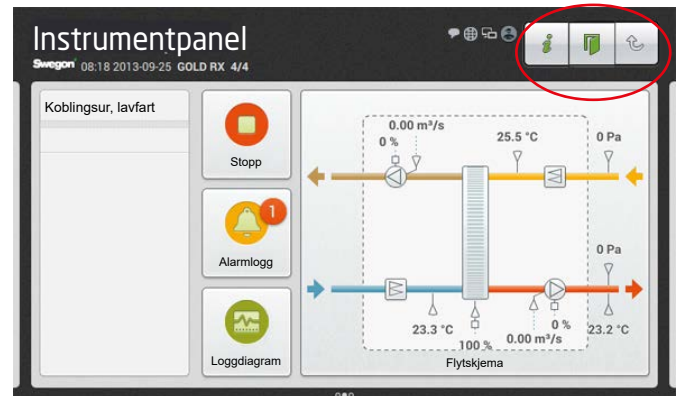 Instrumentpanel
Swegon 08:18 2013-09-25 GOLD RX 4/4
i
Koblingsur, lavfart
Stopp
1
Alarmlogg
Loggdiagram
0.00 m³/s
0 %
25.5 °C
0 Pa
0 Pa
23.3 °C
100 %
0.00 m³/s
0 %
23.2 °C
Flytskjema